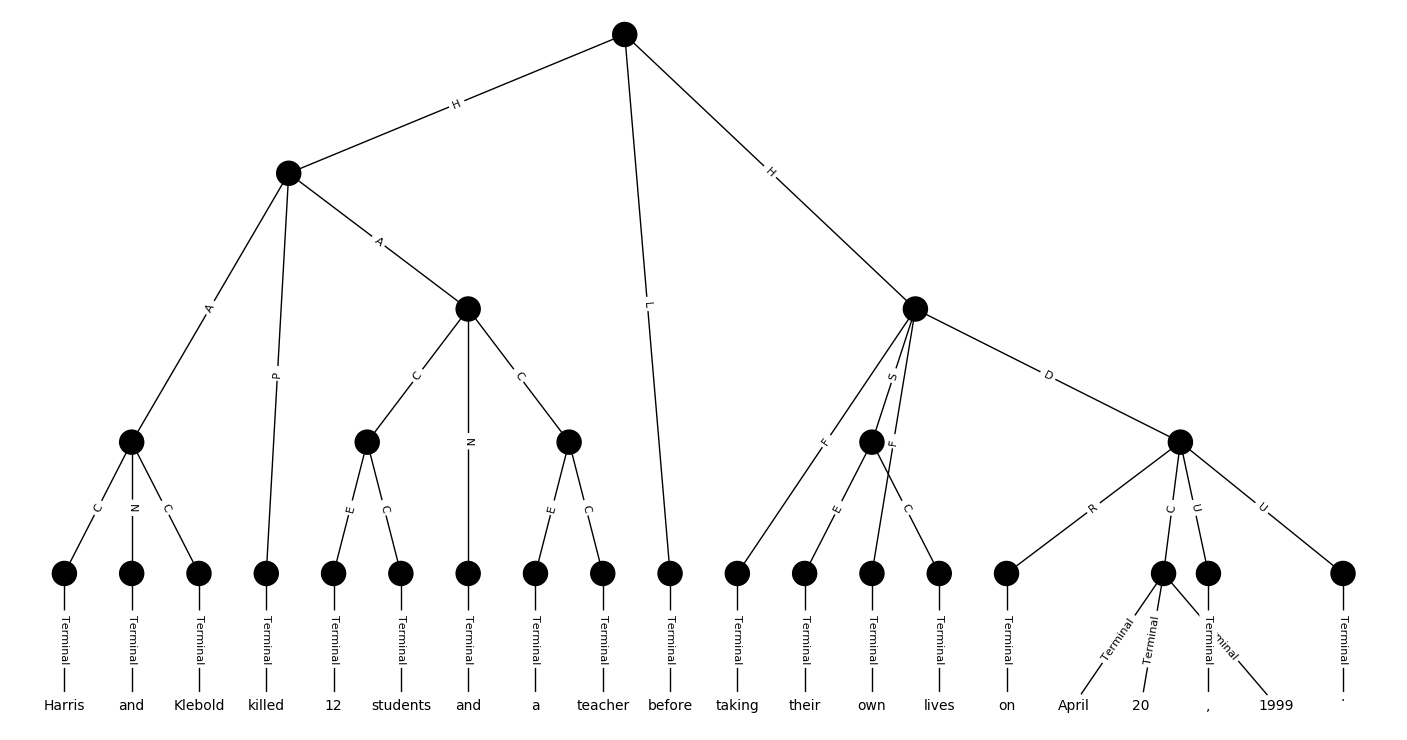 H
H
A
A
L
P
C
C
S
D
F
N
F
C
N
C
E
C
E
C
E
C
R
C
U
U
Terminal Terminal Terminal Terminal Terminal Terminal Terminal Terminal Terminal Terminal Terminal Terminal Terminal Terminal Terminal Terminal Terminal Terminal minal Terminal
Harris and Klebold killed 12 students and a teacher before taking their own lives on April 20 , 1999 .